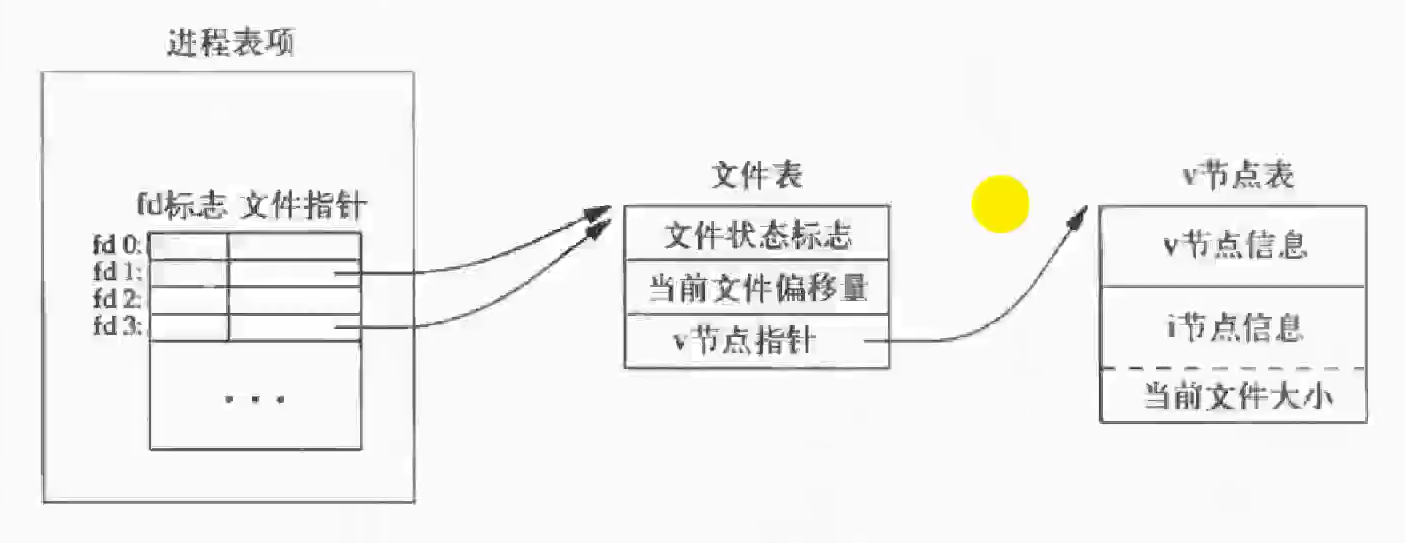 进程表项
fd标志 文件指针
fd 0:
fd 1:
fd 2:
fd 3:
...
文件表
文件状态标志
当前文件偏移量
v节点指针
v节点表
v节点信息
i节点信息
当前文件大小